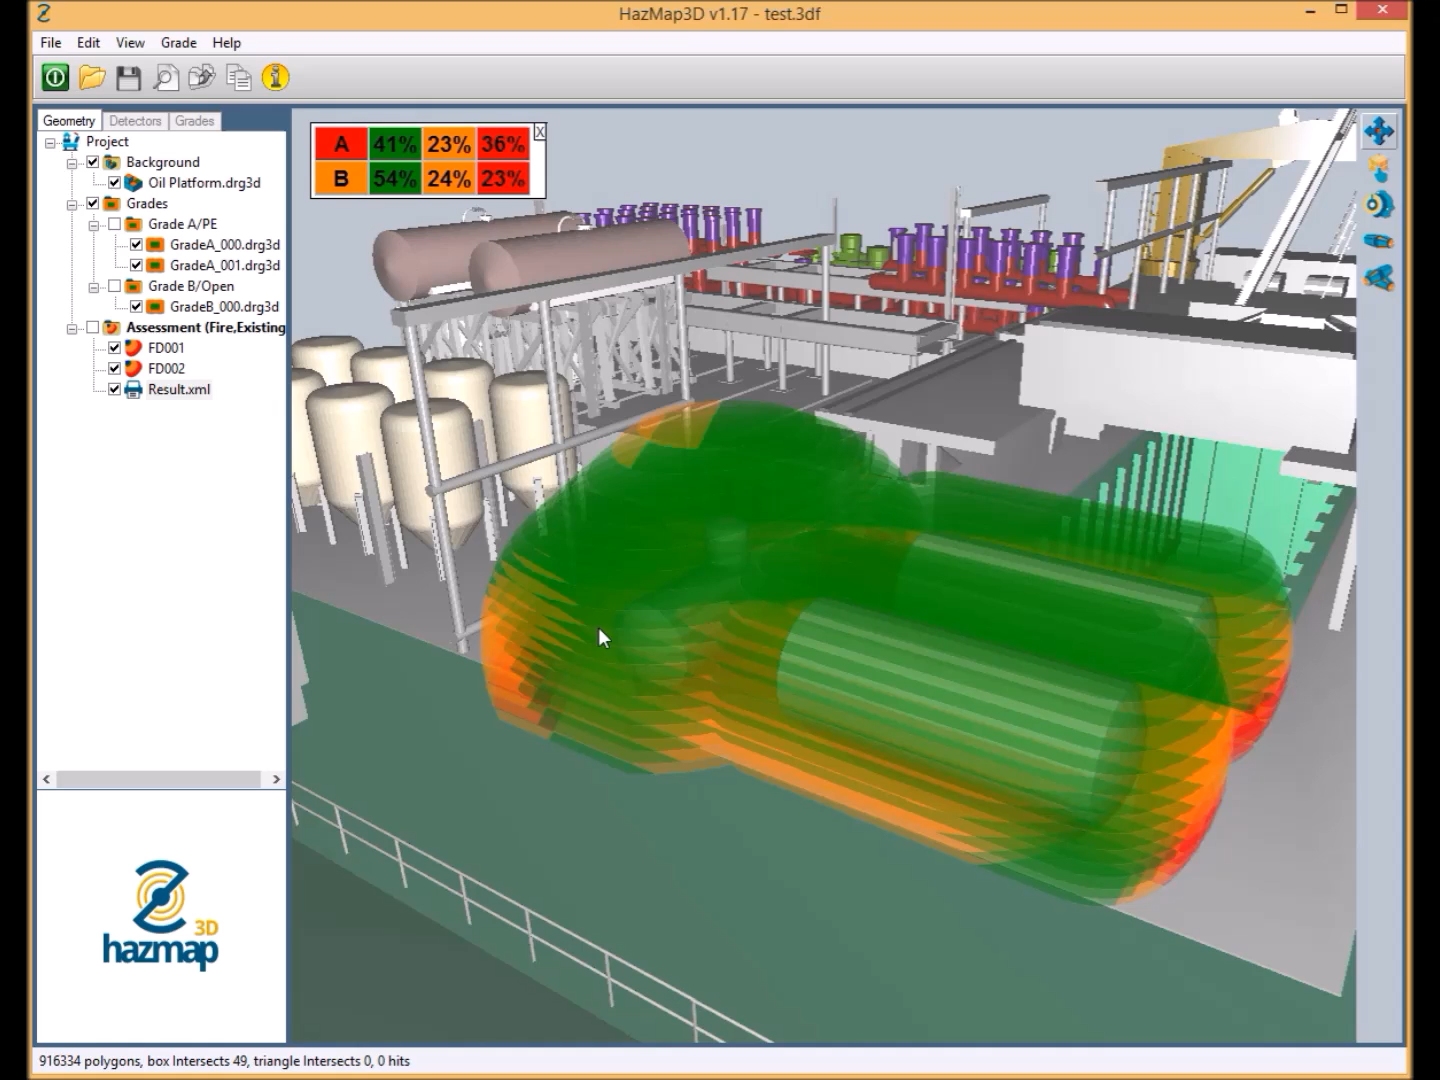 HazMap3D v1.17 - test.3df
File Edit View Grade Help
Geometry Detectors Grades
Project
Background
Oil Platform.drg3d
Grades
Grade A/PE
GradeA_000.drg3d
GradeA_001.drg3d
Grade B/Open
GradeB_000.drg3d
Assessment (Fire,Existing
FD001
FD002
Result.xml
A 41% 23% 36%
B 54% 24% 23%
X
3D
hazmap
916334 polygons, box Intersects 49, triangle Intersects 0, 0 hits